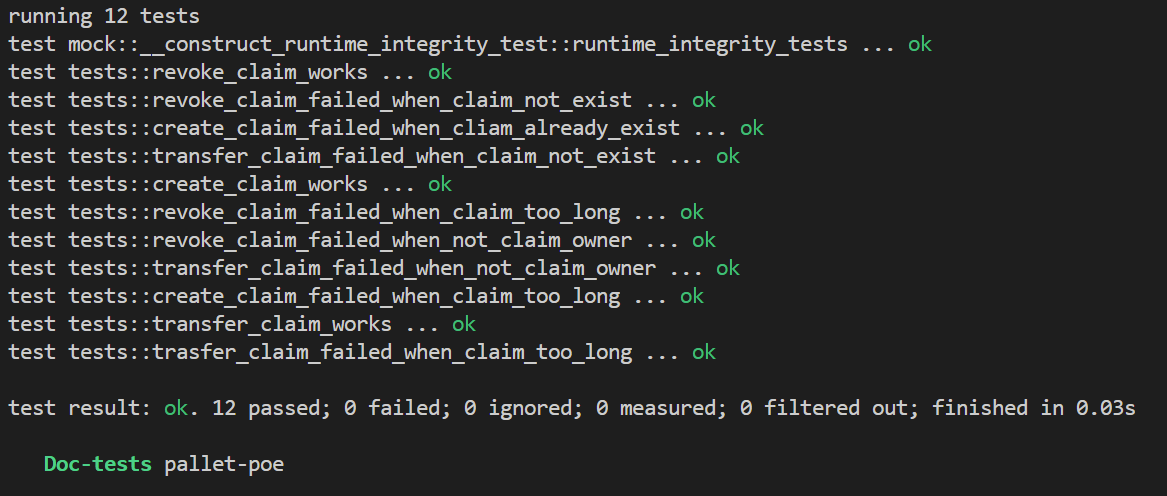 running 12 tests
test mock::__construct_runtime_integrity_test::runtime_integrity_tests ... ok
test tests::revoke_claim_works ... ok
test tests::revoke_claim_failed_when_claim_not_exist ... ok
test tests::create_claim_failed_when_cliam_already_exist ... ok
test tests::transfer_claim_failed_when_claim_not_exist ... ok
test tests::create_claim_works ... ok
test tests::revoke_claim_failed_when_claim_too_long ... ok
test tests::revoke_claim_failed_when_not_claim_owner ... ok
test tests::transfer_claim_failed_when_not_claim_owner ... ok
test tests::create_claim_failed_when_claim_too_long ... ok
test tests::transfer_claim_works ... ok
test tests::trasfer_claim_failed_when_claim_too_long ... ok
test result: ok. 12 passed; 0 failed; 0 ignored; 0 measured; 0 filtered out; finished in 0.03s
Doc-tests pallet-poe